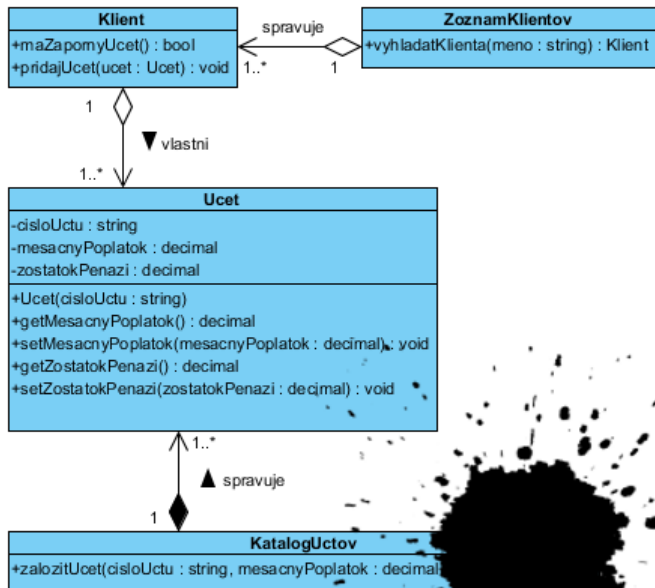 Klient
+maZapornyUcet() : bool
+pridajUcet(ucet : Ucet) : void
spravuje
1..*
1
ZoznamKlientov
+vyhladatKlienta(meno : string) : Klient
1
vlastni
1..*
Ucet
-cisloUctu : string
-mesacnyPoplatok : decimal
-zostatokPenazi : decimal
+Ucet(cisloUctu : string)
+getMesacnyPoplatok() : decimal
+setMesacnyPoplatok(mesacnyPoplatok : decimal) : void
+getZostatokPenazi() : decimal
+setZostatokPenazi(zostatokPenazi : decimal) : void
1..*
spravuje
1
KatalogUctov
+zalozitUcet(cisloUctu : string, mesacnyPoplatok : decimal